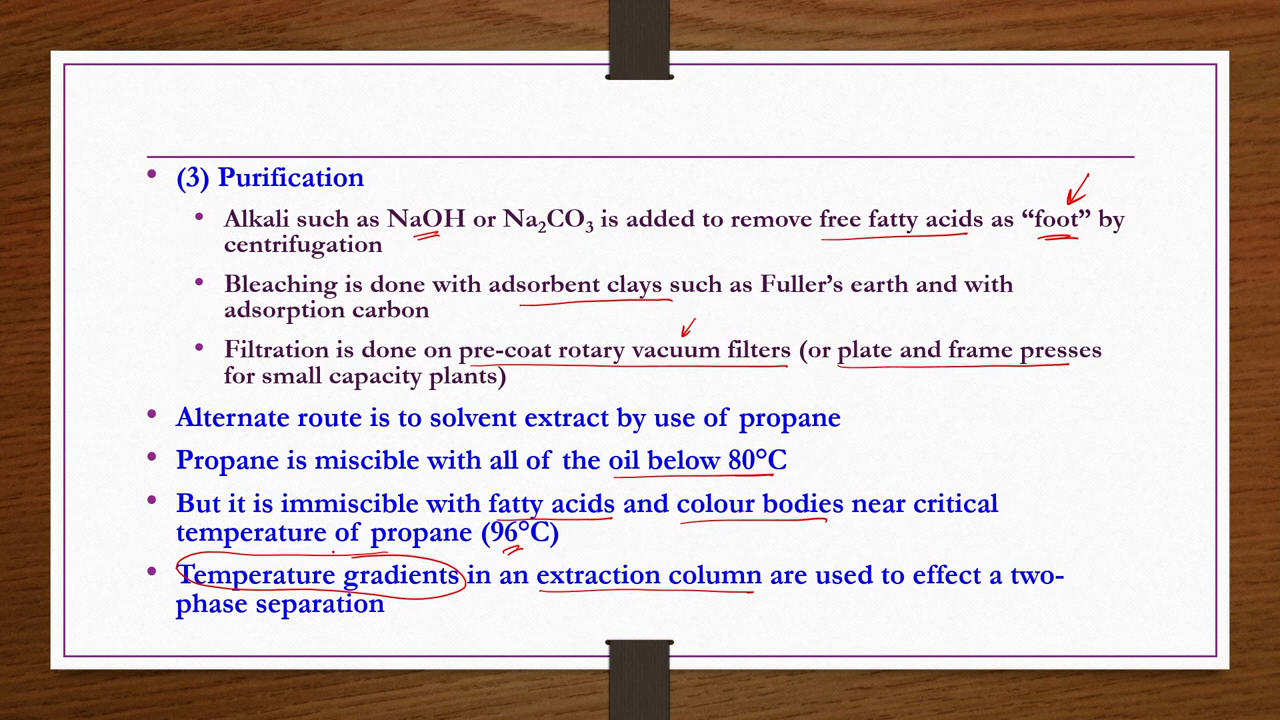 • (3) Purification
• Alkali such as NaOH or Na₂CO₃ is added to remove free fatty acids as “foot” by
centrifugation
• Bleaching is done with adsorbent clays such as Fuller’s earth and with
adsorption carbon
• Filtration is done on pre-coat rotary vacuum filters (or plate and frame presses
for small capacity plants)
• Alternate route is to solvent extract by use of propane
• Propane is miscible with all of the oil below 80°C
• But it is immiscible with fatty acids and colour bodies near critical
temperature of propane (96°C)
• Temperature gradients in an extraction column are used to effect a two-
phase separation